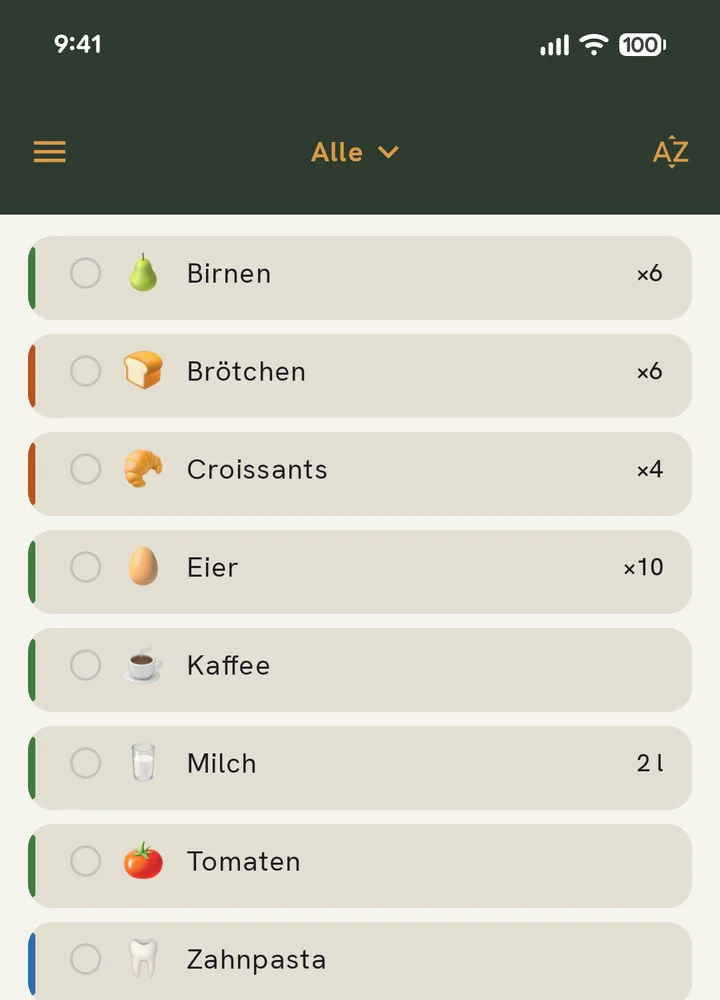 9:41
100
Alle
AZ
Birnen ×6
Brötchen ×6
Croissants ×4
Eier ×10
Kaffee
Milch 2 l
Tomaten
Zahnpasta